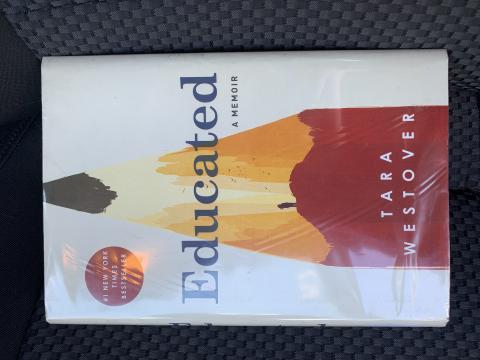 #1 NEW YORK
TIMES
BESTSELLER
Educated
A MEMOIR
TARA
WESTOVER